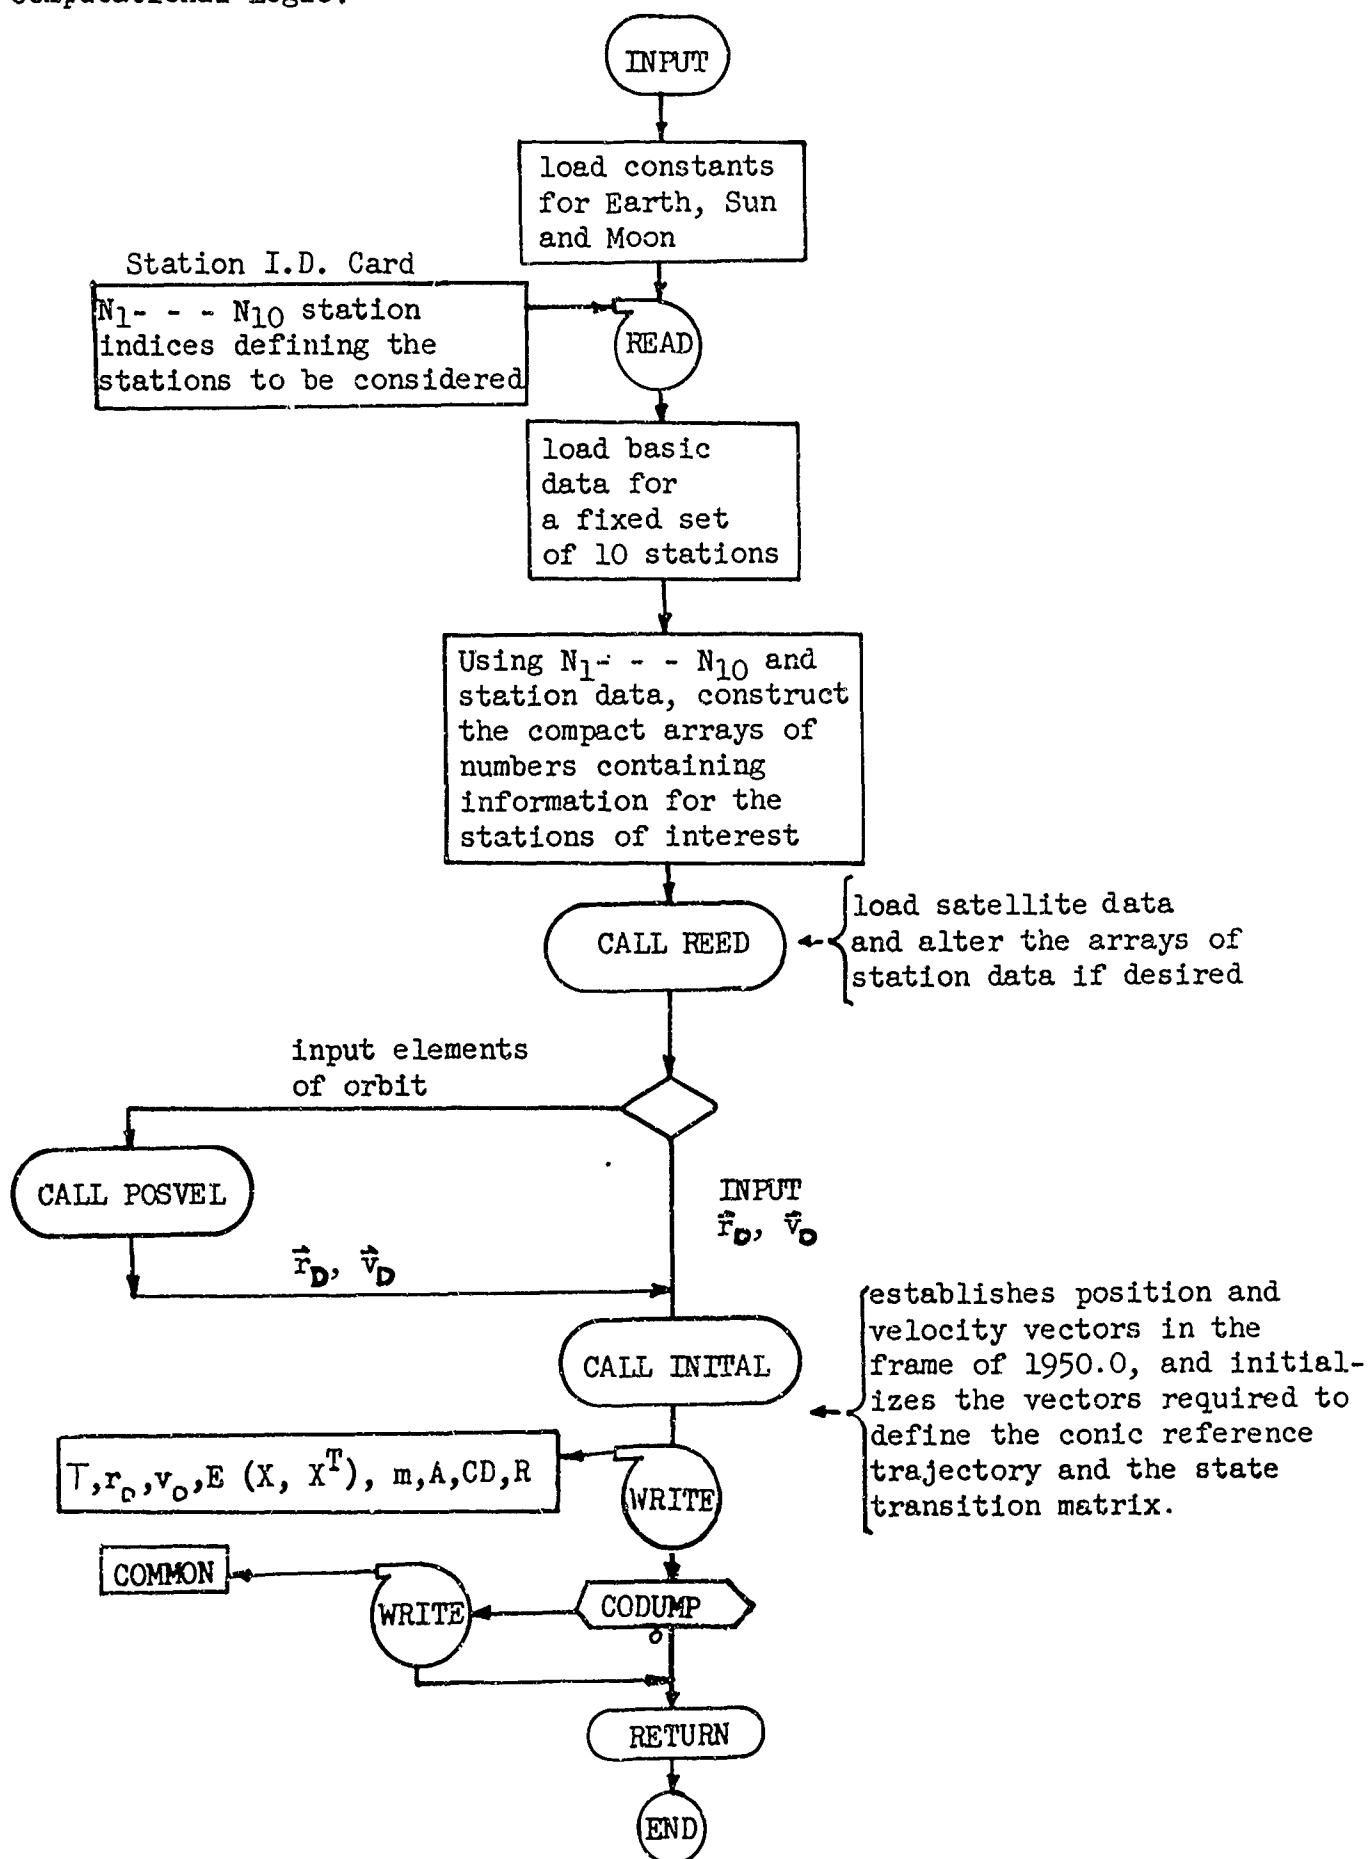 Computational Logic:
INPUT
load constants
for Earth, Sun
and Moon
Station I.D. Card
N1- - - N10 station
indices defining the
stations to be considered
READ
load basic
data for
a fixed set
of 10 stations
Using N1- - - N10 and
station data, construct
the compact arrays of
numbers containing
information for the
stations of interest
CALL REED
load satellite data
and alter the arrays of
station data if desired
input elements
of orbit
CALL POSVEL
INPUT
r⃗D, v⃗D
r⃗D, v⃗D
CALL INITAL
establishes position and
velocity vectors in the
frame of 1950.0, and initial-
izes the vectors required to
define the conic reference
trajectory and the state
transition matrix.
T,ro,vo,E (X, X^T), m,A,CD,R
WRITE
COMMON
WRITE
CODUMP
o
RETURN
END